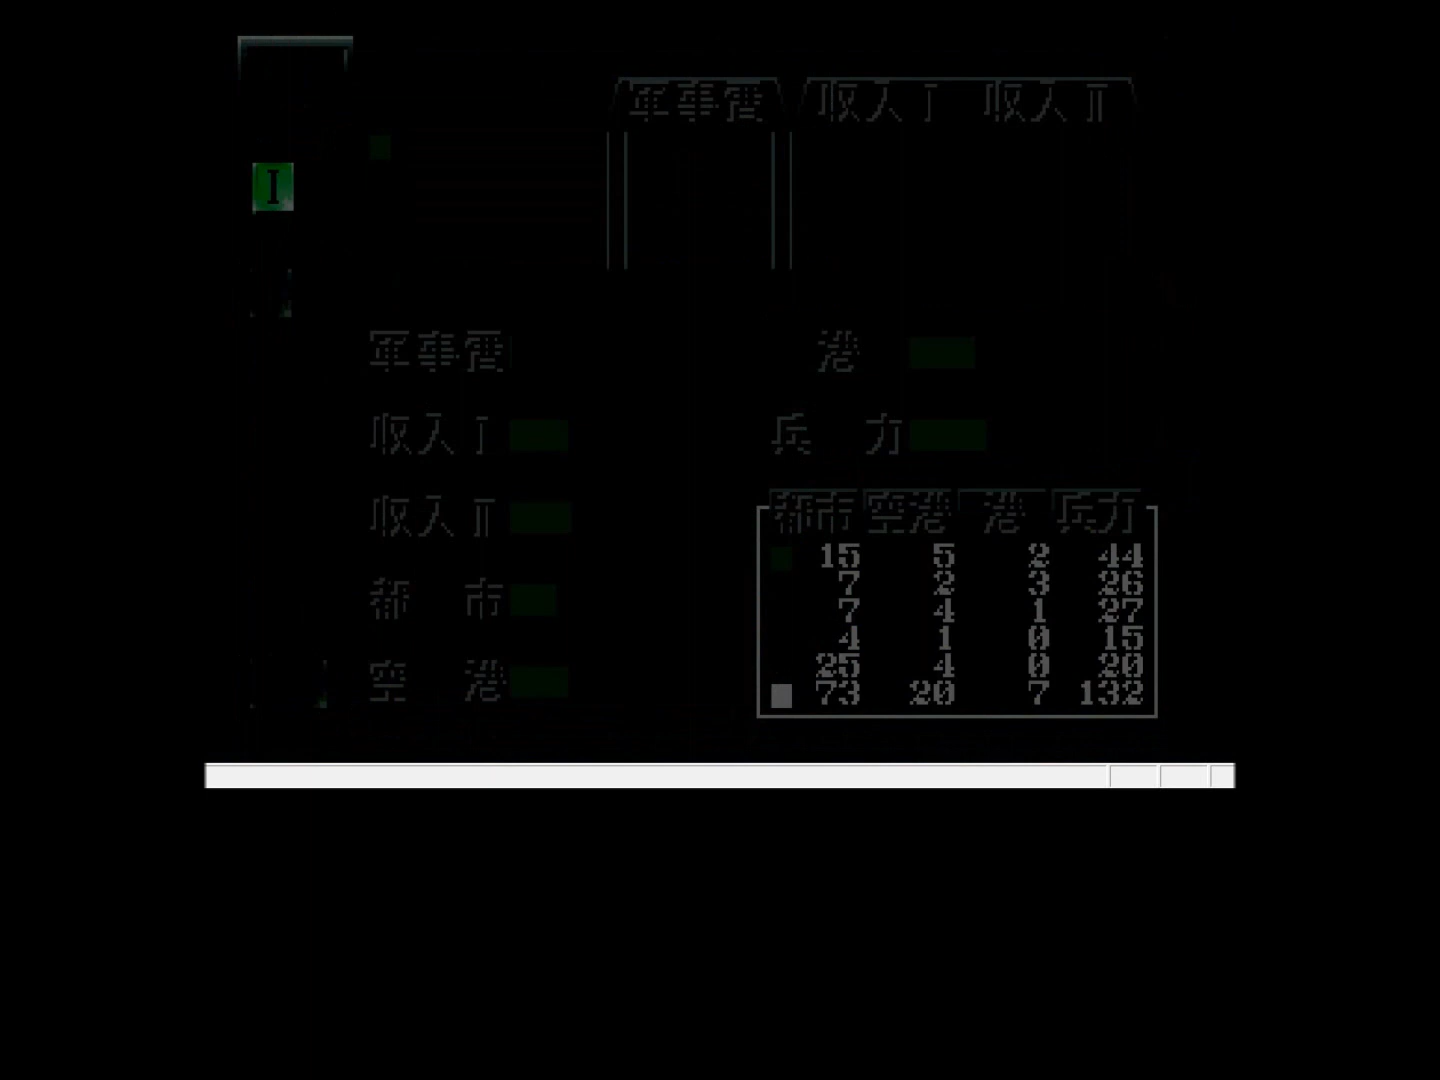 軍事費 収入Ⅰ 収入Ⅱ
I
軍事費 港
収入Ⅰ 兵 力
収入Ⅱ
都市 空港 港 兵力
15 5 2 44
7 2 3 26
7 4 1 27
都 市
4 1 0 15
25 4 0 20
空 港
73 20 7 132